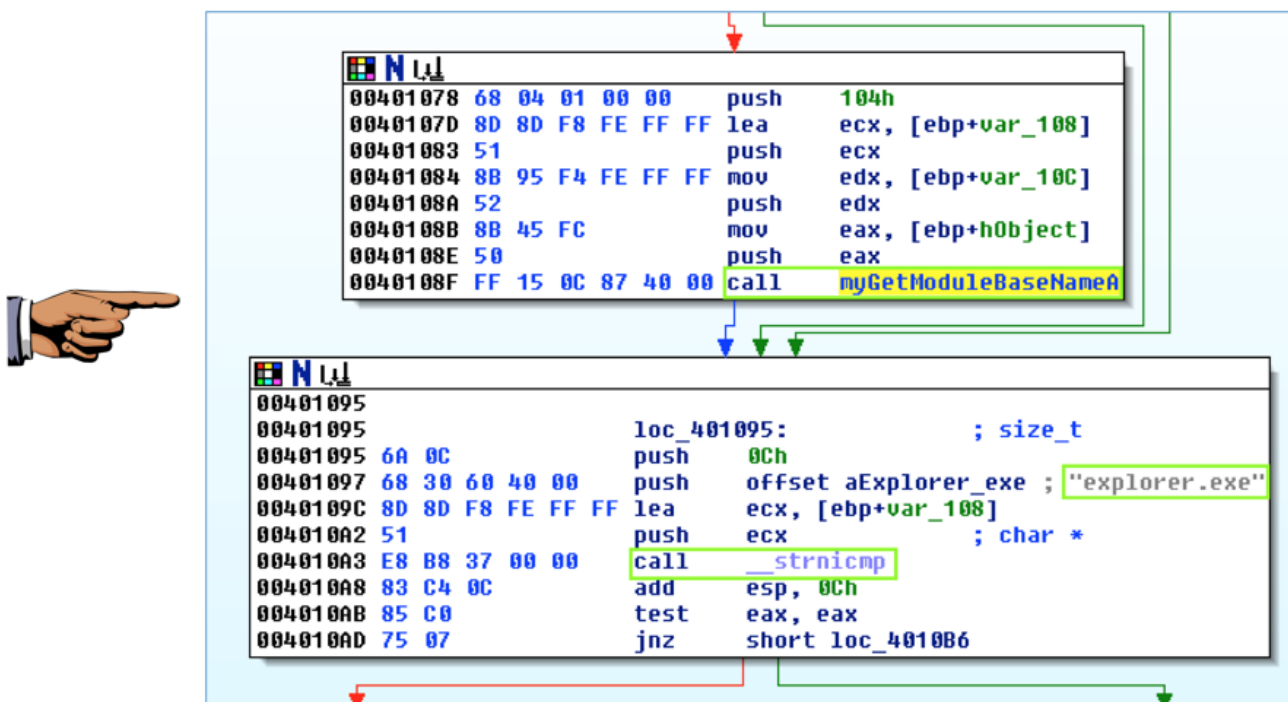 N
00401078 68 04 01 00 00 push 104h
0040107D 8D 8D F8 FE FF FF lea ecx, [ebp+var_108]
00401083 51 push ecx
00401084 8B 95 F4 FE FF FF mov edx, [ebp+var_10C]
0040108A 52 push edx
0040108B 8B 45 FC mov eax, [ebp+hObject]
0040108E 50 push eax
0040108F FF 15 0C 87 40 00 call myGetModuleBaseNameA
N
00401095
00401095 loc_401095: ; size_t
00401095 6A 0C push 0Ch
00401097 68 30 60 40 00 push offset aExplorer_exe ; "explorer.exe"
0040109C 8D 8D F8 FE FF FF lea ecx, [ebp+var_108]
004010A2 51 push ecx ; char *
004010A3 E8 B8 37 00 00 call __strnicmp
004010A8 83 C4 0C add esp, 0Ch
004010AB 85 C0 test eax, eax
004010AD 75 07 jnz short loc_4010B6